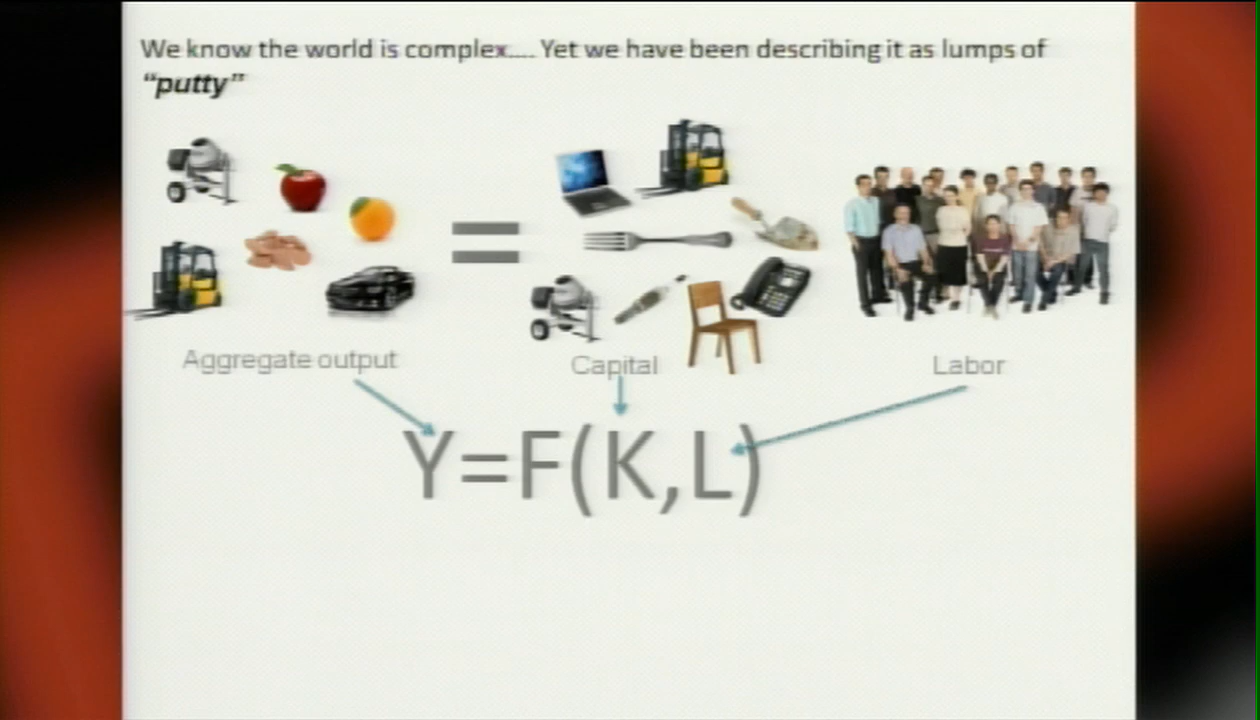 We know the world is complex.... Yet we have been describing it as lumps of
“putty”
=
Aggregate output
Capital
Labor
Y=F(K,L)